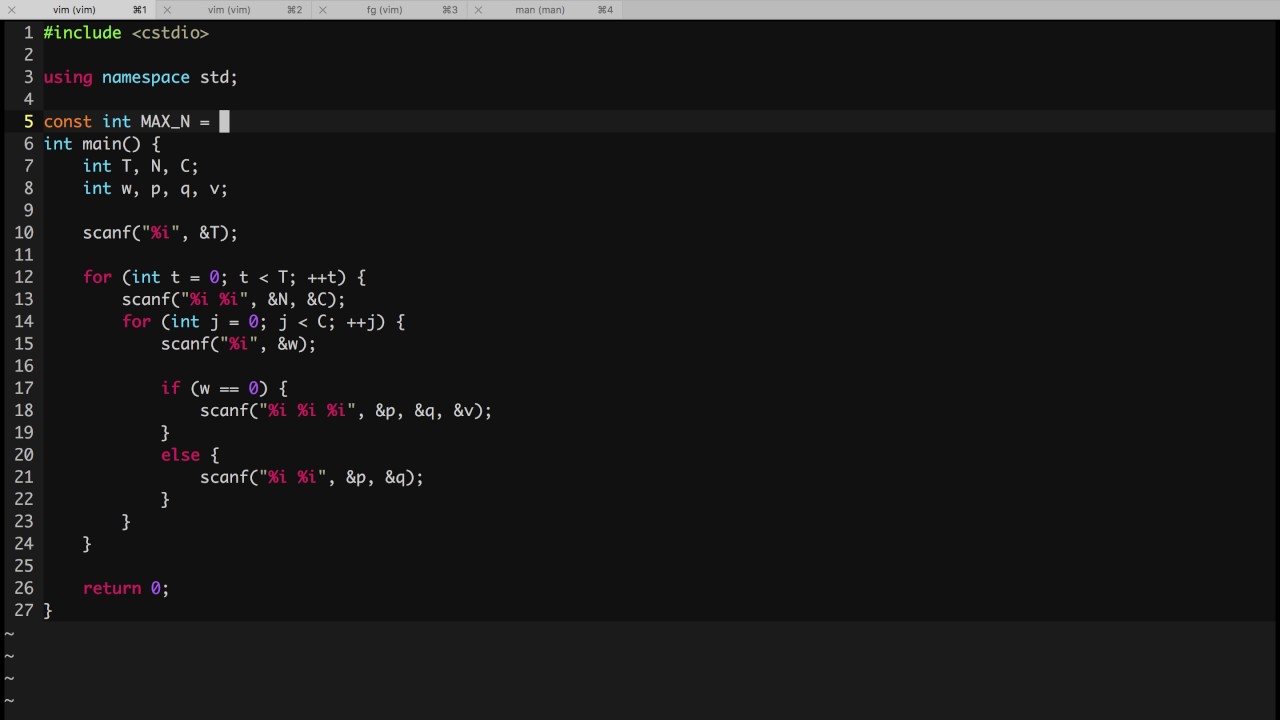 vim (vim) ⌘1 vim (vim) ⌘2 fg (vim) ⌘3 man (man) ⌘4
1 #include <cstdio>
2
3 using namespace std;
4
5 const int MAX_N =
6 int main() {
7     int T, N, C;
8     int w, p, q, v;
9
10     scanf("%i", &T);
11
12     for (int t = 0; t < T; ++t) {
13         scanf("%i %i", &N, &C);
14         for (int j = 0; j < C; ++j) {
15             scanf("%i", &w);
16
17             if (w == 0) {
18                 scanf("%i %i %i", &p, &q, &v);
19             }
20             else {
21                 scanf("%i %i", &p, &q);
22             }
23         }
24     }
25
26     return 0;
27 }
~
~
~
~